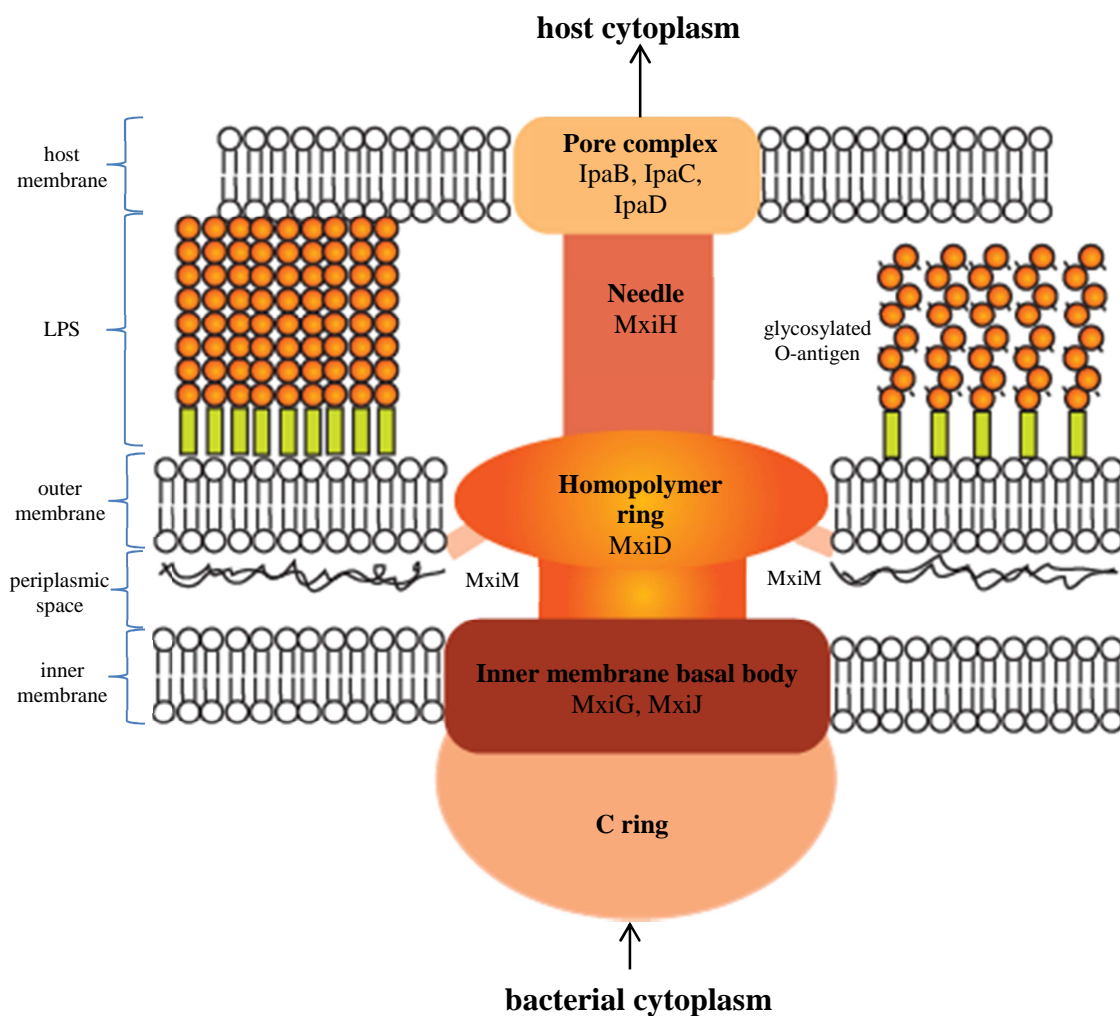 host cytoplasm
host
membrane
Pore complex
IpaB, IpaC,
IpaD
LPS
Needle
MxiH
glycosylated
O-antigen
outer
membrane
Homopolymer
ring
MxiD
periplasmic
space
MxiM
MxiM
inner
membrane
Inner membrane basal body
MxiG, MxiJ
C ring
bacterial cytoplasm